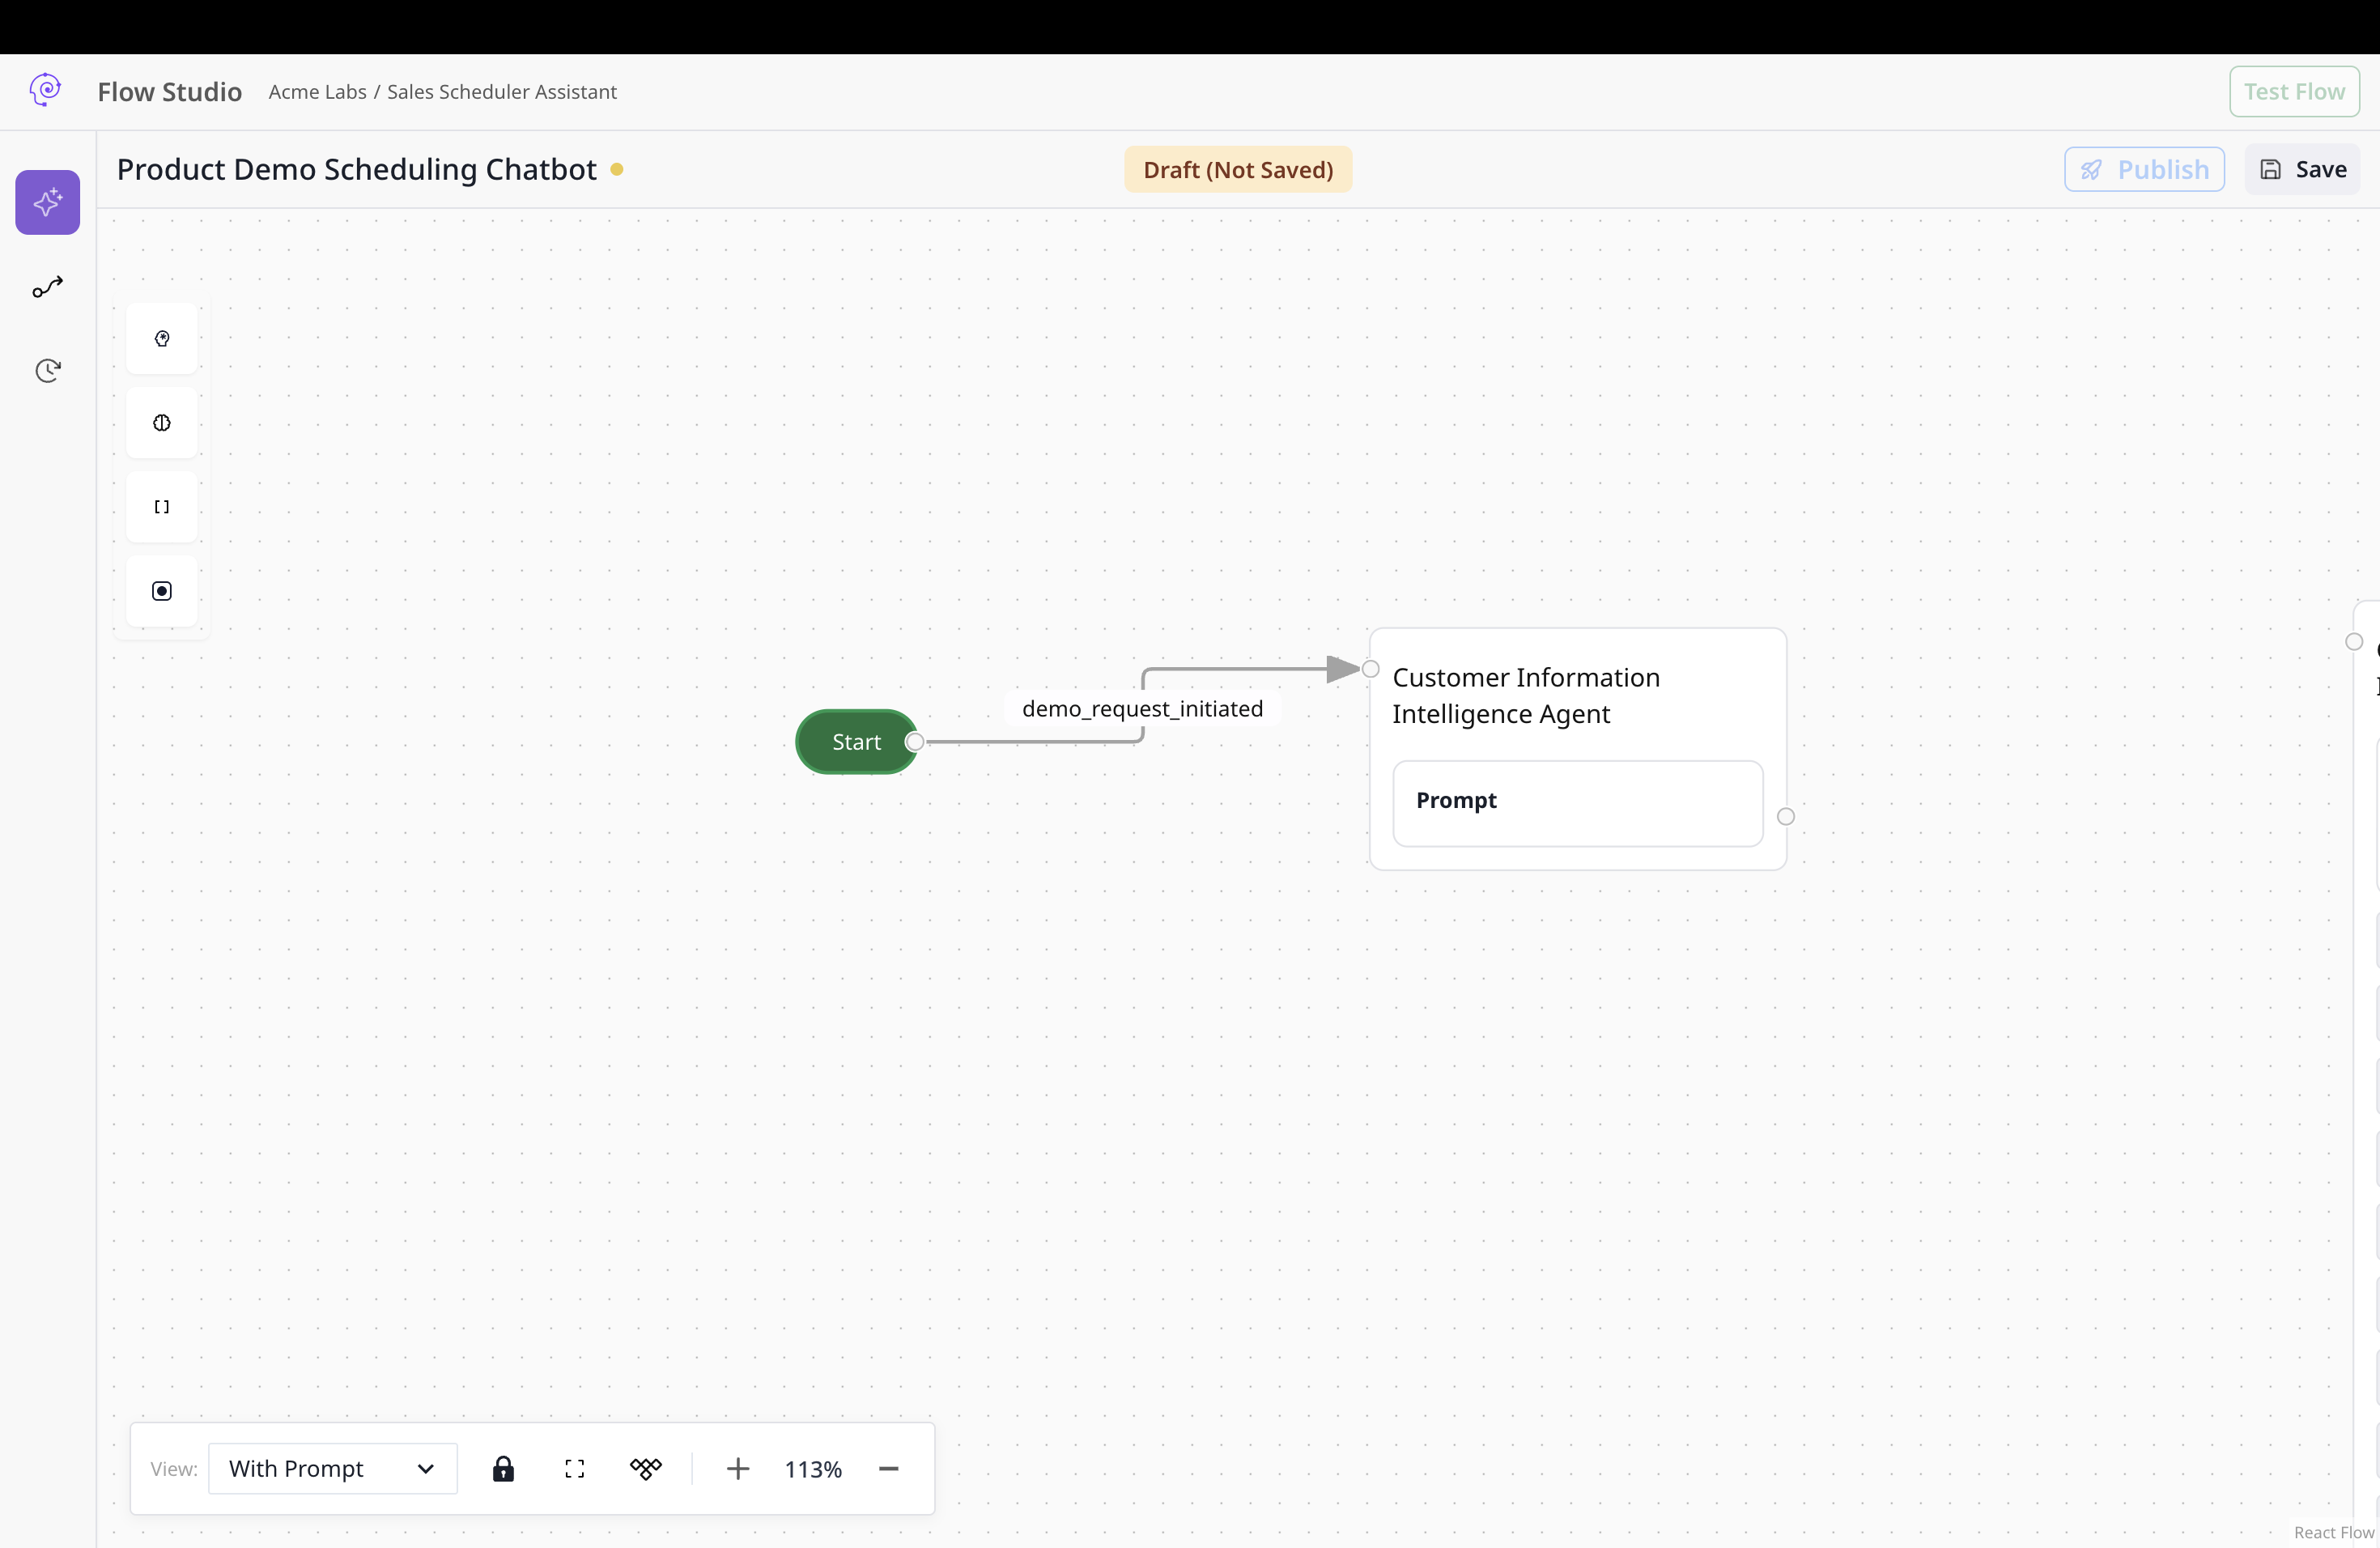 Flow Studio
Acme Labs / Sales Scheduler Assistant
Test Flow
Product Demo Scheduling Chatbot
Draft (Not Saved)
Publish
Save
demo_request_initiated
Start
Customer Information
Intelligence Agent
Prompt
View:
With Prompt
113%
React Flow